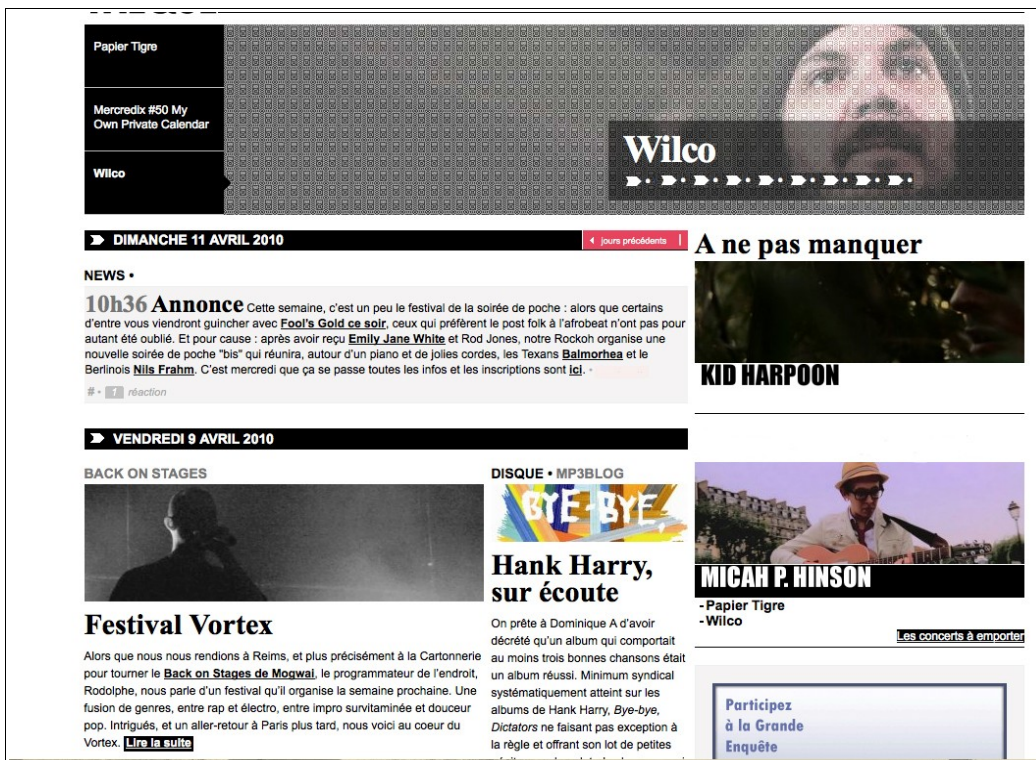 Papier Tigre
Mercredix #50 My
Own Private Calendar
Wilco
Wilco
DIMANCHE 11 AVRIL 2010
jours précédents
NEWS •
10h36 Annonce Cette semaine, c'est un peu le festival de la soirée de poche : alors que certains
d'entre vous viendront guincher avec Fool's Gold ce soir, ceux qui préfèrent le post folk à l'afrobeat n'ont pas pour
autant été oublié. Et pour cause : après avoir reçu Emily Jane White et Rod Jones, notre Rockoh organise une
nouvelle soirée de poche "bis" qui réunira, autour d'un piano et de jolies cordes, les Texans Balmorhea et le
Berlinois Nils Frahm. C'est mercredi que ça se passe toutes les infos et les inscriptions sont ici. •
# • 1 réaction
VENDREDI 9 AVRIL 2010
BACK ON STAGES
Festival Vortex
Alors que nous nous rendions à Reims, et plus précisément à la Cartonnerie
pour tourner le Back on Stages de Mogwai, le programmateur de l'endroit,
Rodolphe, nous parle d'un festival qu'il organise la semaine prochaine. Une
fusion de genres, entre rap et électro, entre impro survitaminée et douceur
pop. Intrigués, et un aller-retour à Paris plus tard, nous voici au coeur du
Vortex. Lire la suite
DISQUE • MP3BLOG
BYE-BYE,
Hank Harry,
sur écoute
On prête à Dominique A d'avoir
décrété qu'un album qui comportait
au moins trois bonnes chansons était
un album réussi. Minimum syndical
systématiquement atteint sur les
albums de Hank Harry, Bye-bye,
Dictators ne faisant pas exception à
la règle et offrant son lot de petites
A ne pas manquer
KID HARPOON
MICAH P. HINSON
- Papier Tigre
- Wilco
Les concerts à emporter
Participez
à la Grande
Enquête